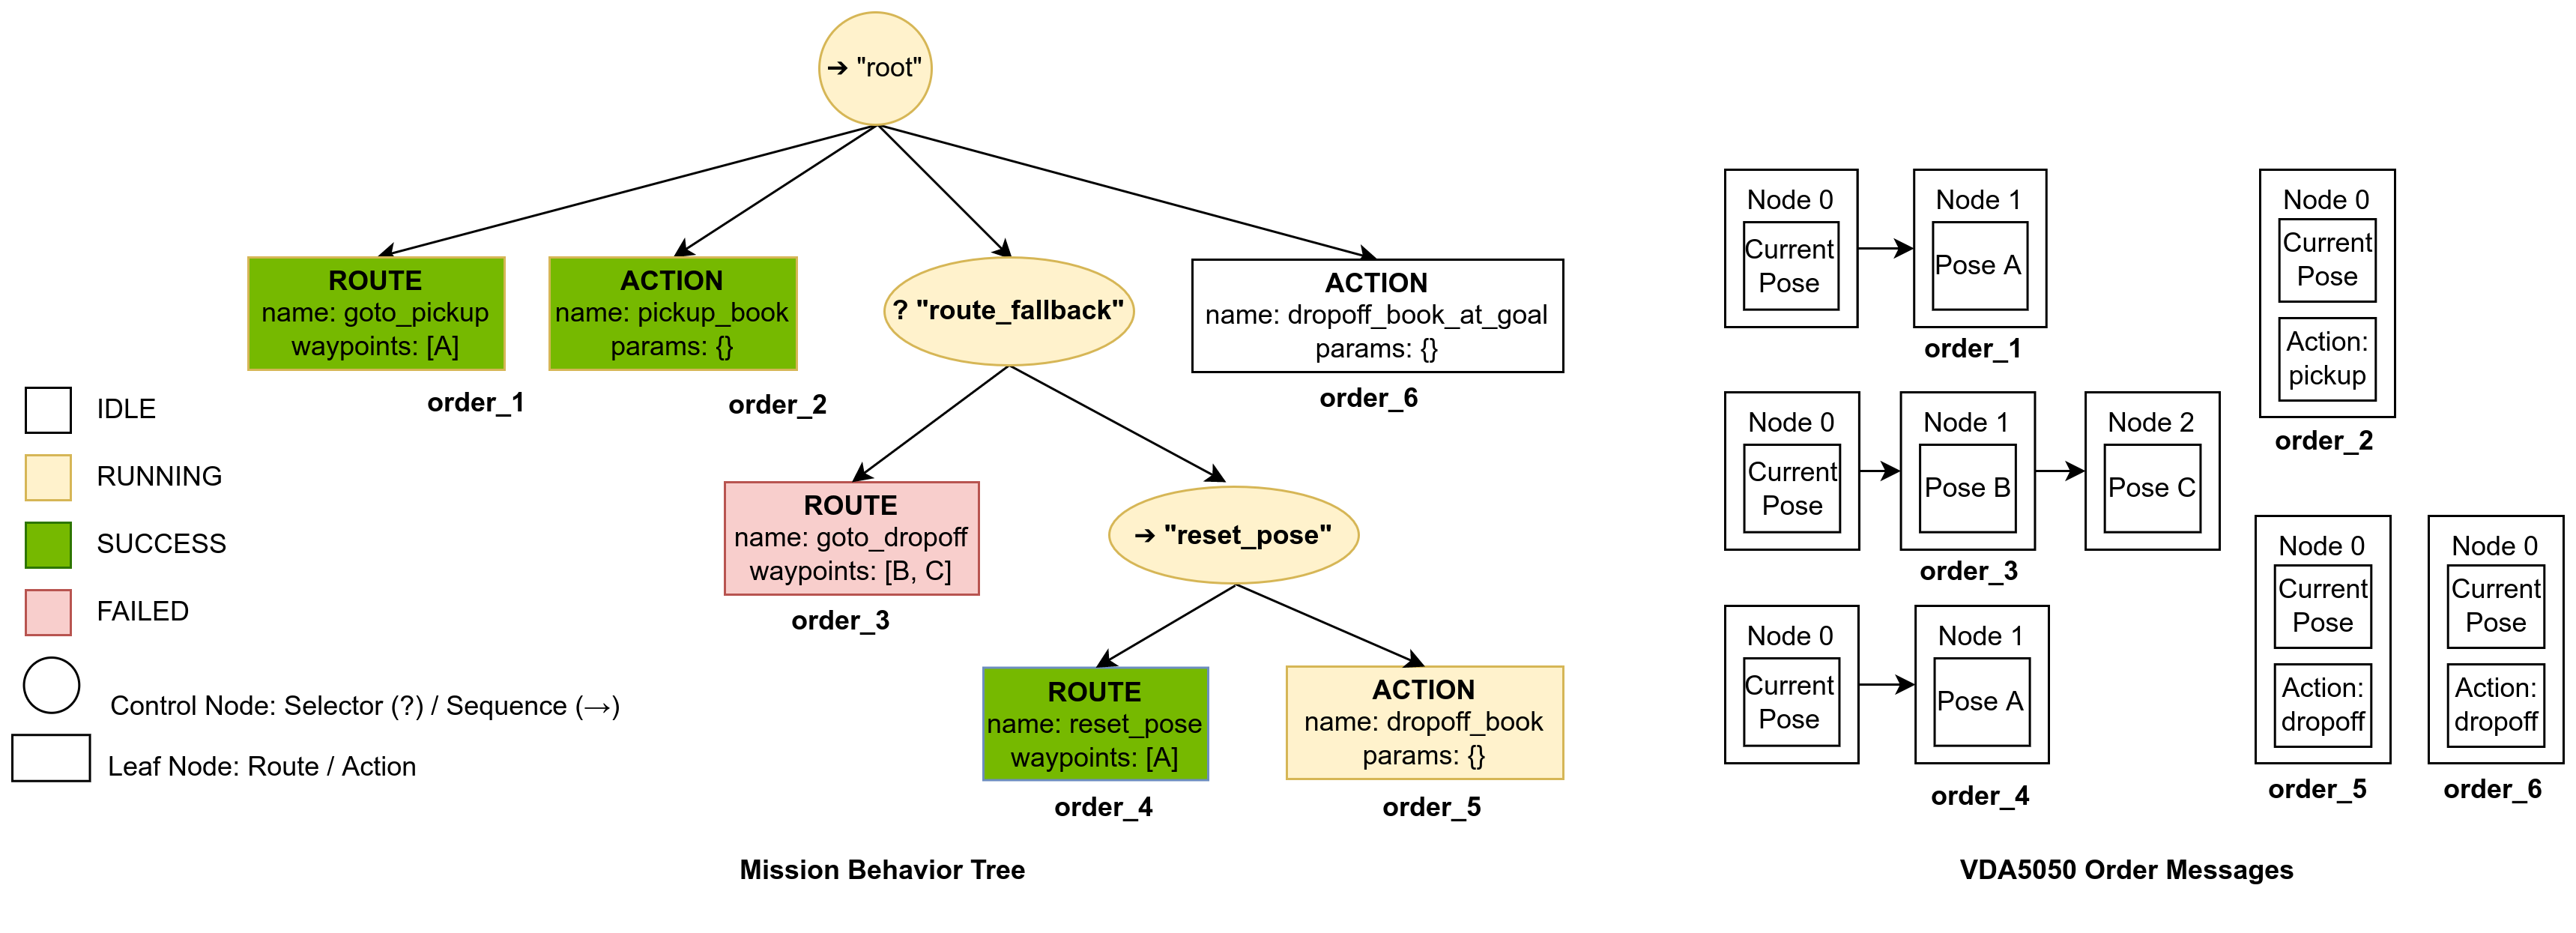 ➔ "root"
ROUTE
name: goto_pickup
waypoints: [A]
order_1
ACTION
name: pickup_book
params: {}
order_2
? "route_fallback"
ACTION
name: dropoff_book_at_goal
params: {}
order_6
ROUTE
name: goto_dropoff
waypoints: [B, C]
order_3
➔ "reset_pose"
ROUTE
name: reset_pose
waypoints: [A]
order_4
ACTION
name: dropoff_book
params: {}
order_5
IDLE
RUNNING
SUCCESS
FAILED
Control Node: Selector (?) / Sequence (→)
Leaf Node: Route / Action
Mission Behavior Tree
Node 0
Current
Pose
Node 1
Pose A
order_1
Node 0
Current
Pose
Action:
pickup
order_2
Node 0
Current
Pose
Node 1
Pose B
Node 2
Pose C
order_3
Node 0
Current
Pose
Node 1
Pose A
order_4
Node 0
Current
Pose
Action:
dropoff
order_5
Node 0
Current
Pose
Action:
dropoff
order_6
VDA5050 Order Messages